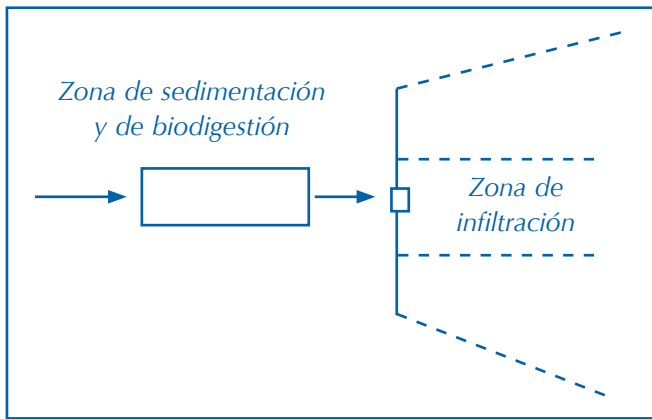 Zona de sedimentación
y de biodigestión
Zona de
infiltración